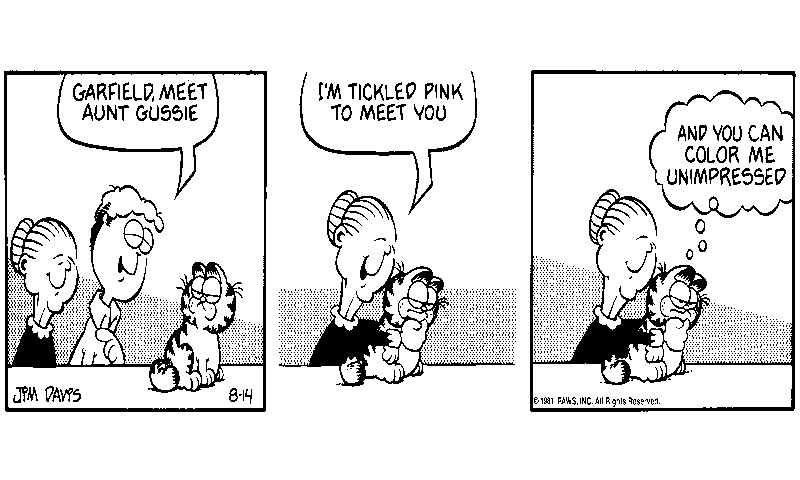 GARFIELD, MEET
AUNT GUSSIE
JIM DAVIS
8-14
I'M TICKLED PINK
TO MEET YOU
AND YOU CAN
COLOR ME
UNIMPRESSED
© 1981 PAWS, INC. All Rights Reserved.